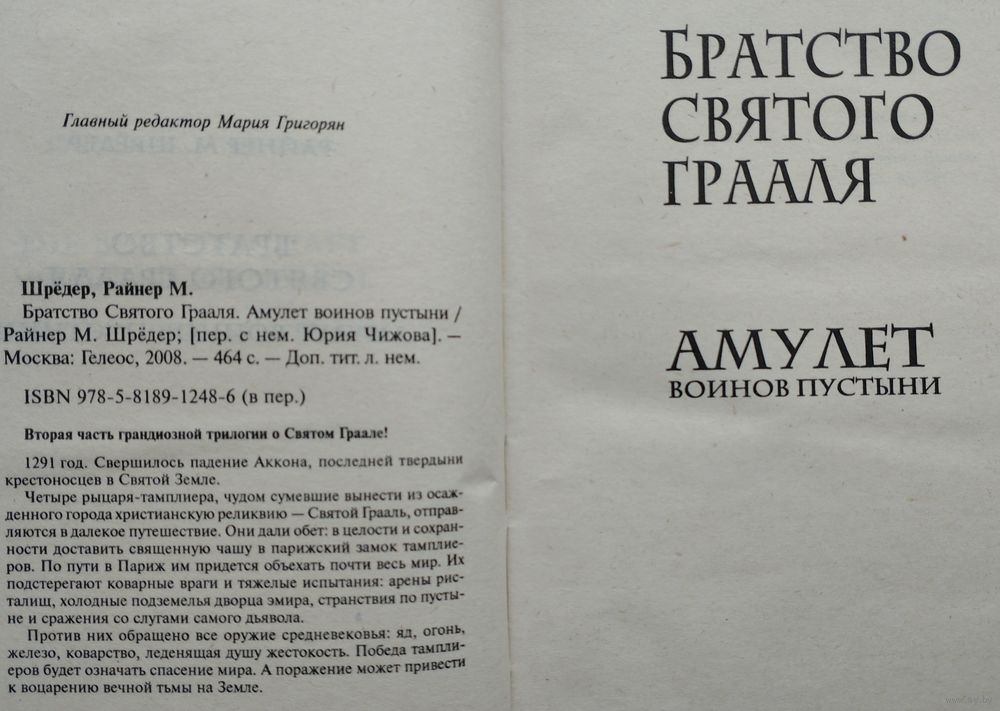 Главный редактор Мария Григорян
Шрёдер, Райнер М.
Братство Святого Грааля. Амулет воинов пустыни /
Райнер М. Шрёдер; [пер. с нем. Юрия Чижова]. —
Москва: Гелеос, 2008. — 464 с. — Доп. тит. л. нем.
ISBN 978-5-8189-1248-6 (в пер.)
Вторая часть грандиозной трилогии о Святом Граале!
1291 год. Свершилось падение Аккона, последней твердыни
крестоносцев в Святой Земле.
Четыре рыцаря-тамплиера, чудом сумевшие вынести из осаж-
денного города христианскую реликвию — Святой Грааль, отправ-
ляются в далекое путешествие. Они дали обет: в целости и сохран-
ности доставить священную чашу в парижский замок тамплие-
ров. По пути в Париж им придется объехать почти весь мир. Их
подстерегают коварные враги и тяжелые испытания: арены рис-
талищ, холодные подземелья дворца эмира, странствия по пусты-
не и сражения со слугами самого дьявола.
Против них обращено все оружие средневековья: яд, огонь,
железо, коварство, леденящая душу жестокость. Победа тампли-
еров будет означать спасение мира. А поражение может привести
к воцарению вечной тьмы на Земле.
БРАТСТВО
СВЯТОГО
ГРААЛЯ
АМУЛЕТ
ВОИНОВ ПУСТЫНИ